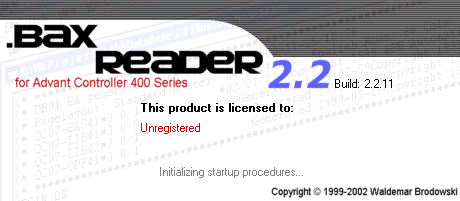 .BAX
READER 2.2
for Advant Controller 400 Series
Build: 2.2.11
This product is licensed to:
Unregistered
Initializing startup procedures...
Copyright © 1999-2002 Waldemar Brodowski